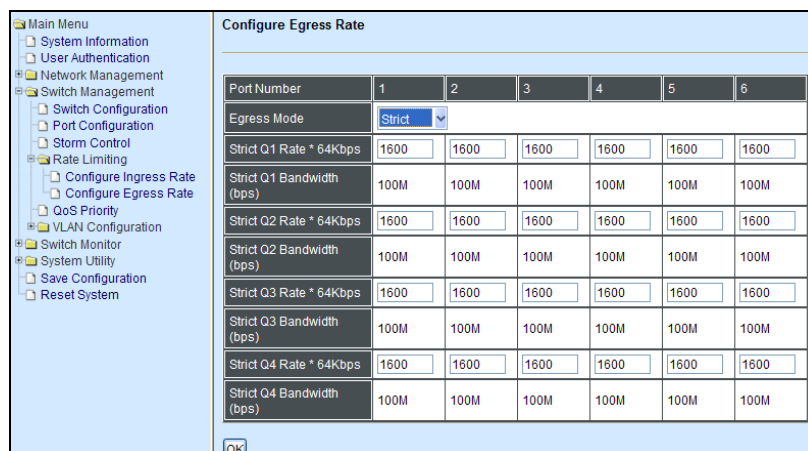 Main Menu
System Information
User Authentication
Network Management
Switch Management
Switch Configuration
Port Configuration
Storm Control
Rate Limiting
Configure Ingress Rate
Configure Egress Rate
QoS Priority
VLAN Configuration
Switch Monitor
System Utility
Save Configuration
Reset System
Configure Egress Rate
Port Number 1 2 3 4 5 6
Egress Mode Strict
Strict Q1 Rate * 64Kbps 1600 1600 1600 1600 1600 1600
Strict Q1 Bandwidth
(bps) 100M 100M 100M 100M 100M 100M
Strict Q2 Rate * 64Kbps 1600 1600 1600 1600 1600 1600
Strict Q2 Bandwidth
(bps) 100M 100M 100M 100M 100M 100M
Strict Q3 Rate * 64Kbps 1600 1600 1600 1600 1600 1600
Strict Q3 Bandwidth
(bps) 100M 100M 100M 100M 100M 100M
Strict Q4 Rate * 64Kbps 1600 1600 1600 1600 1600 1600
Strict Q4 Bandwidth
(bps) 100M 100M 100M 100M 100M 100M
OK